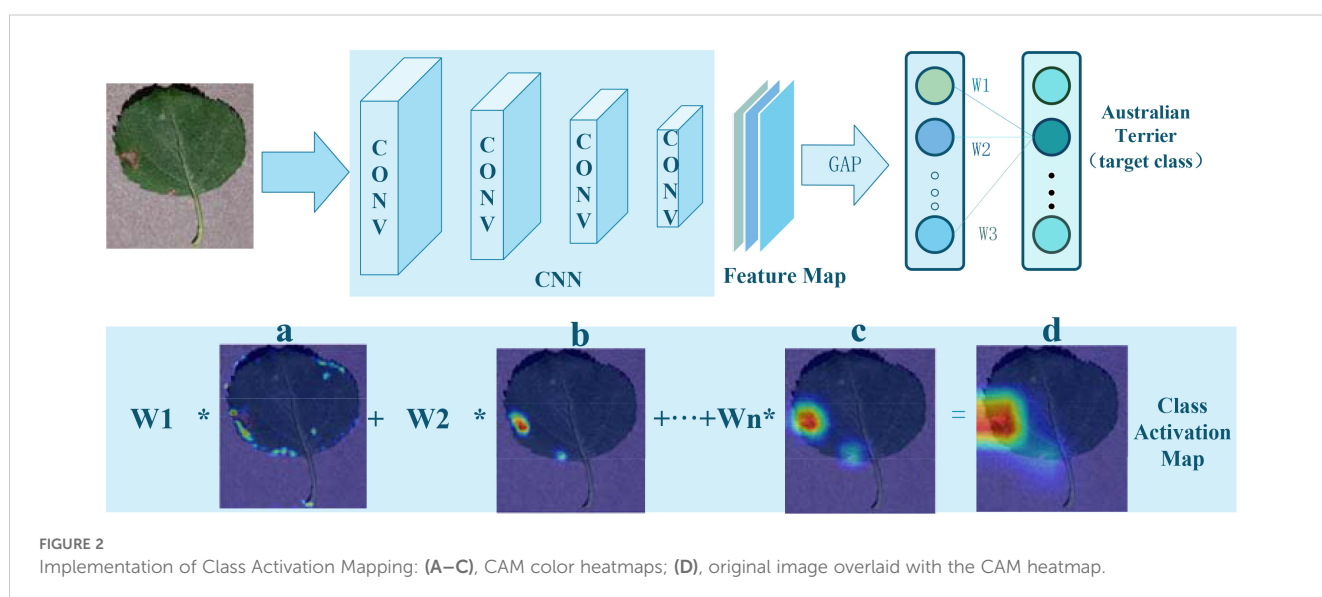 C
O
N
V
C
O
N
V
C
O
N
V
C
O
N
V
CNN
Feature Map
GAP
W1
W2
W3
Australian
Terrier
（target class）
a
b
c
d
W1 * + W2 * +···+Wn* =
Class
Activation
Map
FIGURE 2
Implementation of Class Activation Mapping: (A–C), CAM color heatmaps; (D), original image overlaid with the CAM heatmap.